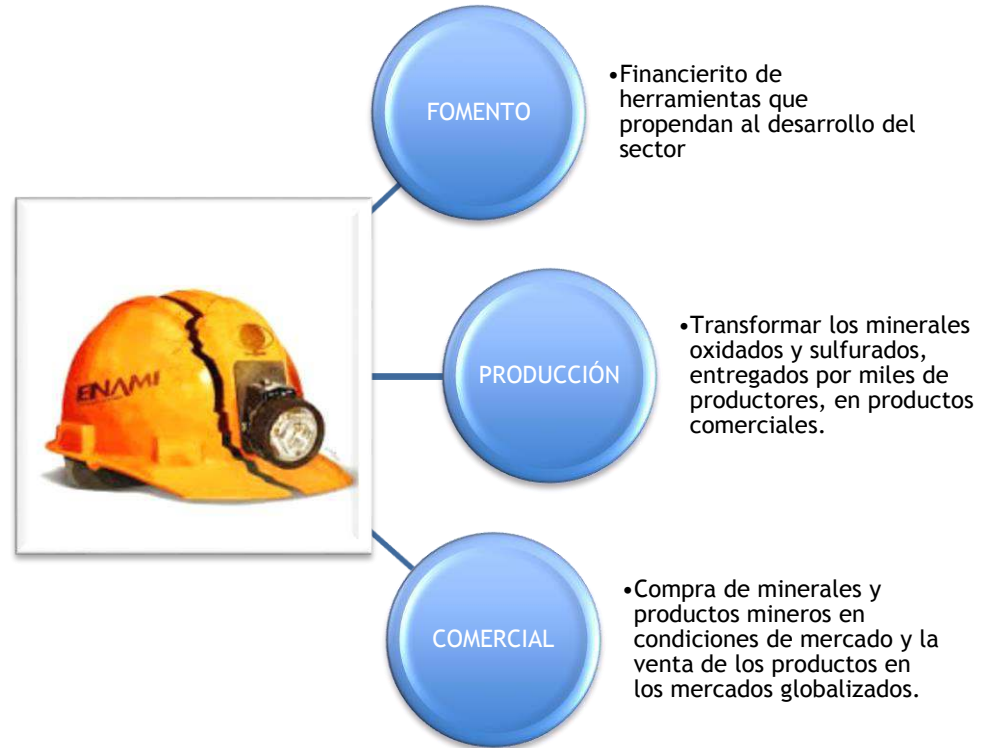 FOMENTO
•Financierito de
herramientas que
propendan al desarrollo del
sector
ENAMI
PRODUCCIÓN
•Transformar los minerales
oxidados y sulfurados,
entregados por miles de
productores, en productos
comerciales.
COMERCIAL
•Compra de minerales y
productos mineros en
condiciones de mercado y la
venta de los productos en
los mercados globalizados.